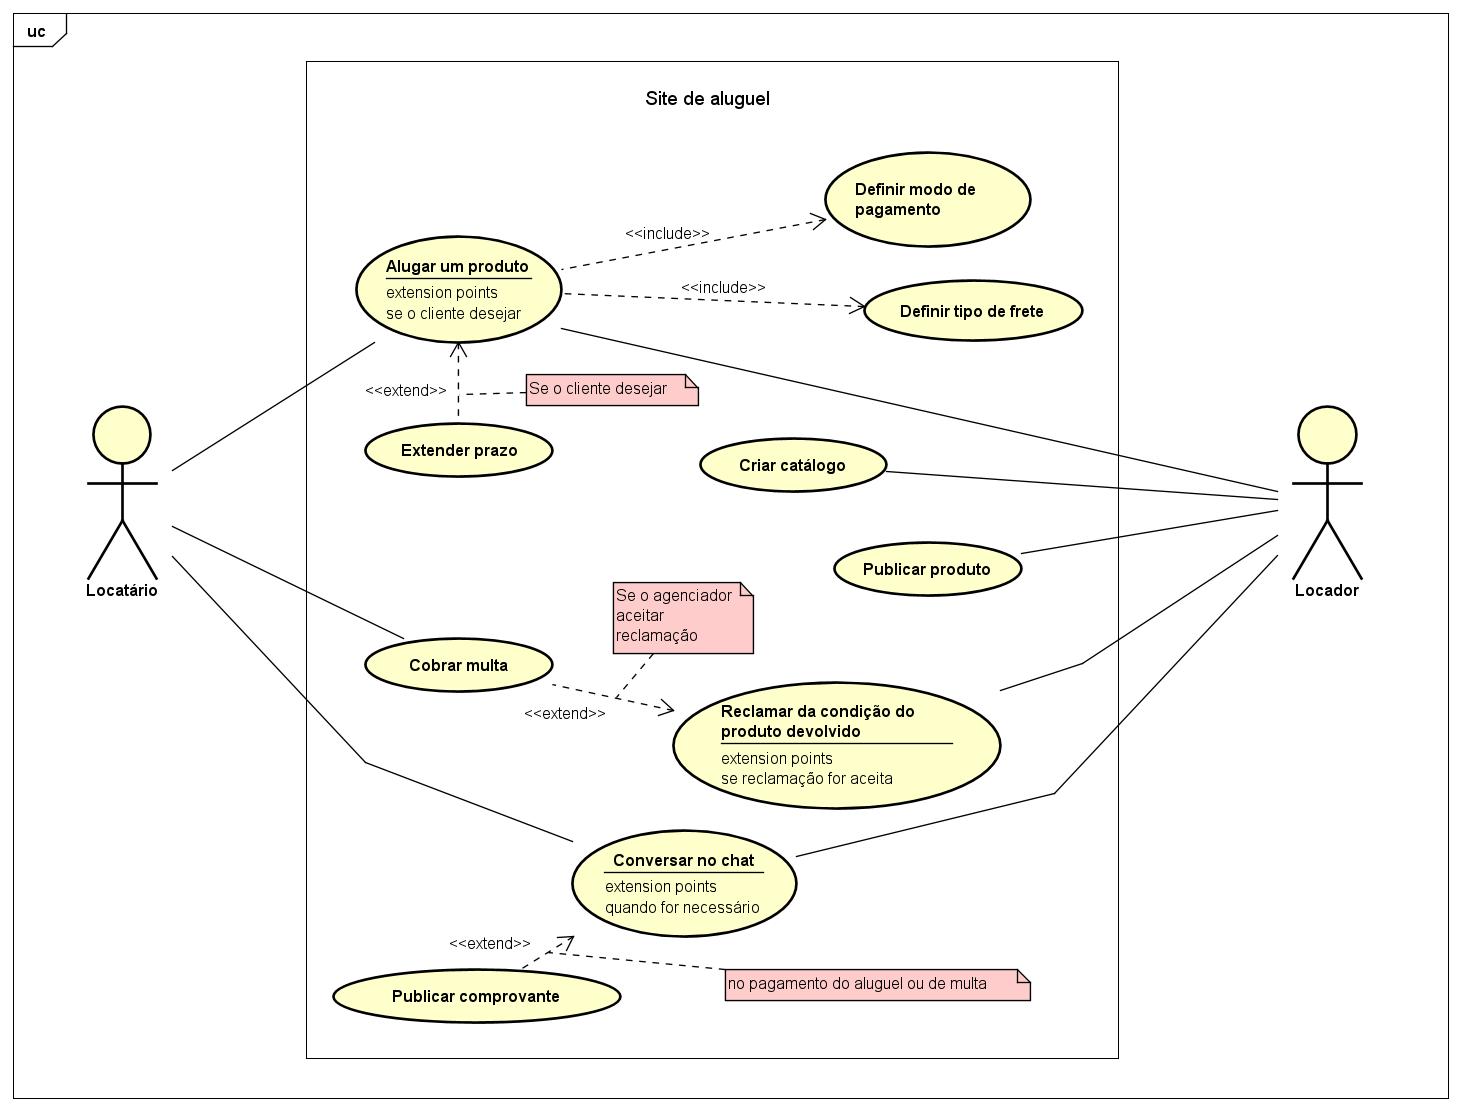 uc
Site de aluguel
Definir modo de
pagamento
<<include>>
Alugar um produto
extension points
se o cliente desejar
<<include>>
Definir tipo de frete
<<extend>>
Se o cliente desejar
Extender prazo
Criar catálogo
Publicar produto
Locatário
Locador
Se o agenciador
aceitar
reclamação
Cobrar multa
<<extend>>
Reclamar da condição do
produto devolvido
extension points
se reclamação for aceita
Conversar no chat
extension points
quando for necessário
<<extend>>
no pagamento do aluguel ou de multa
Publicar comprovante